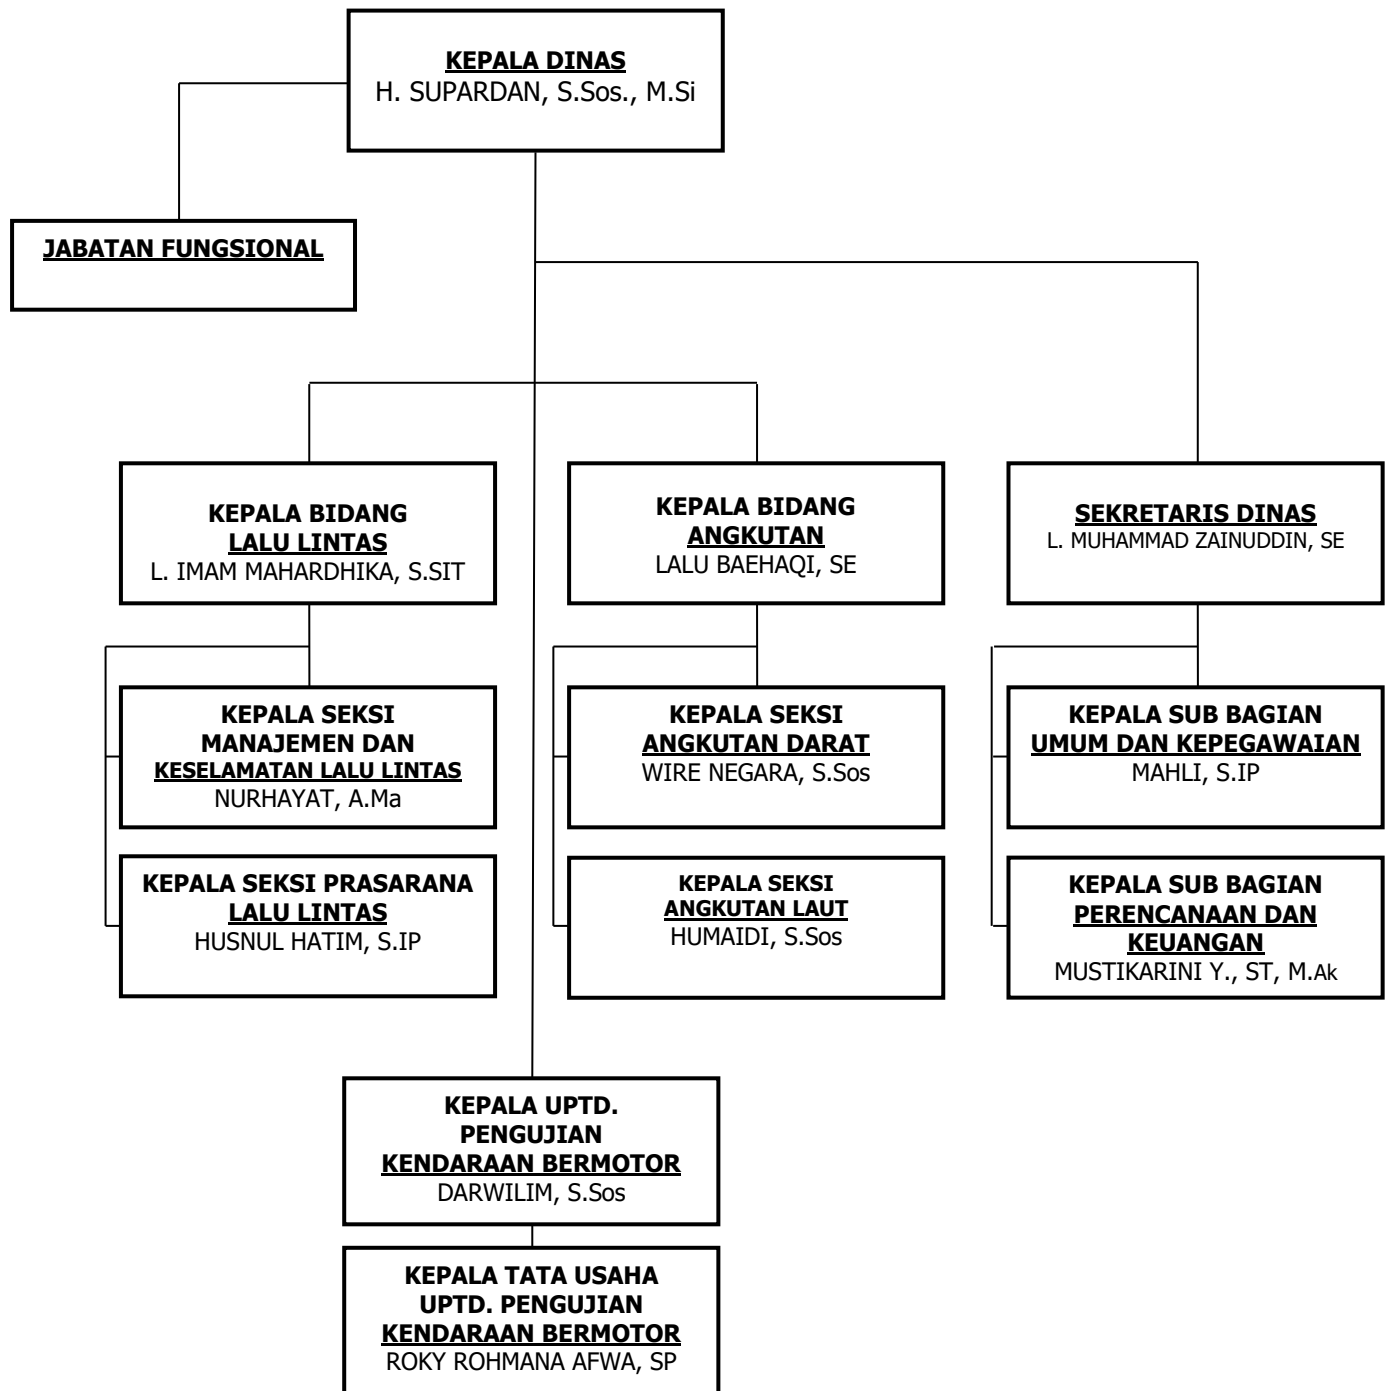 KEPALA DINAS
H. SUPARDAN, S.Sos., M.Si
JABATAN FUNGSIONAL
KEPALA BIDANG
LALU LINTAS
L. IMAM MAHARDHIKA, S.SIT
KEPALA BIDANG
ANGKUTAN
LALU BAEHAQI, SE
SEKRETARIS DINAS
L. MUHAMMAD ZAINUDDIN, SE
KEPALA SEKSI
MANAJEMEN DAN
KESELAMATAN LALU LINTAS
NURHAYAT, A.Ma
KEPALA SEKSI
ANGKUTAN DARAT
WIRE NEGARA, S.Sos
KEPALA SUB BAGIAN
UMUM DAN KEPEGAWAIAN
MAHLI, S.IP
KEPALA SEKSI PRASARANA
LALU LINTAS
HUSNUL HATIM, S.IP
KEPALA SEKSI
ANGKUTAN LAUT
HUMAIDI, S.Sos
KEPALA SUB BAGIAN
PERENCANAAN DAN
KEUANGAN
MUSTIKARINI Y., ST, M.Ak
KEPALA UPTD.
PENGUJIAN
KENDARAAN BERMOTOR
DARWILIM, S.Sos
KEPALA TATA USAHA
UPTD. PENGUJIAN
KENDARAAN BERMOTOR
ROKY ROHMANA AFWA, SP